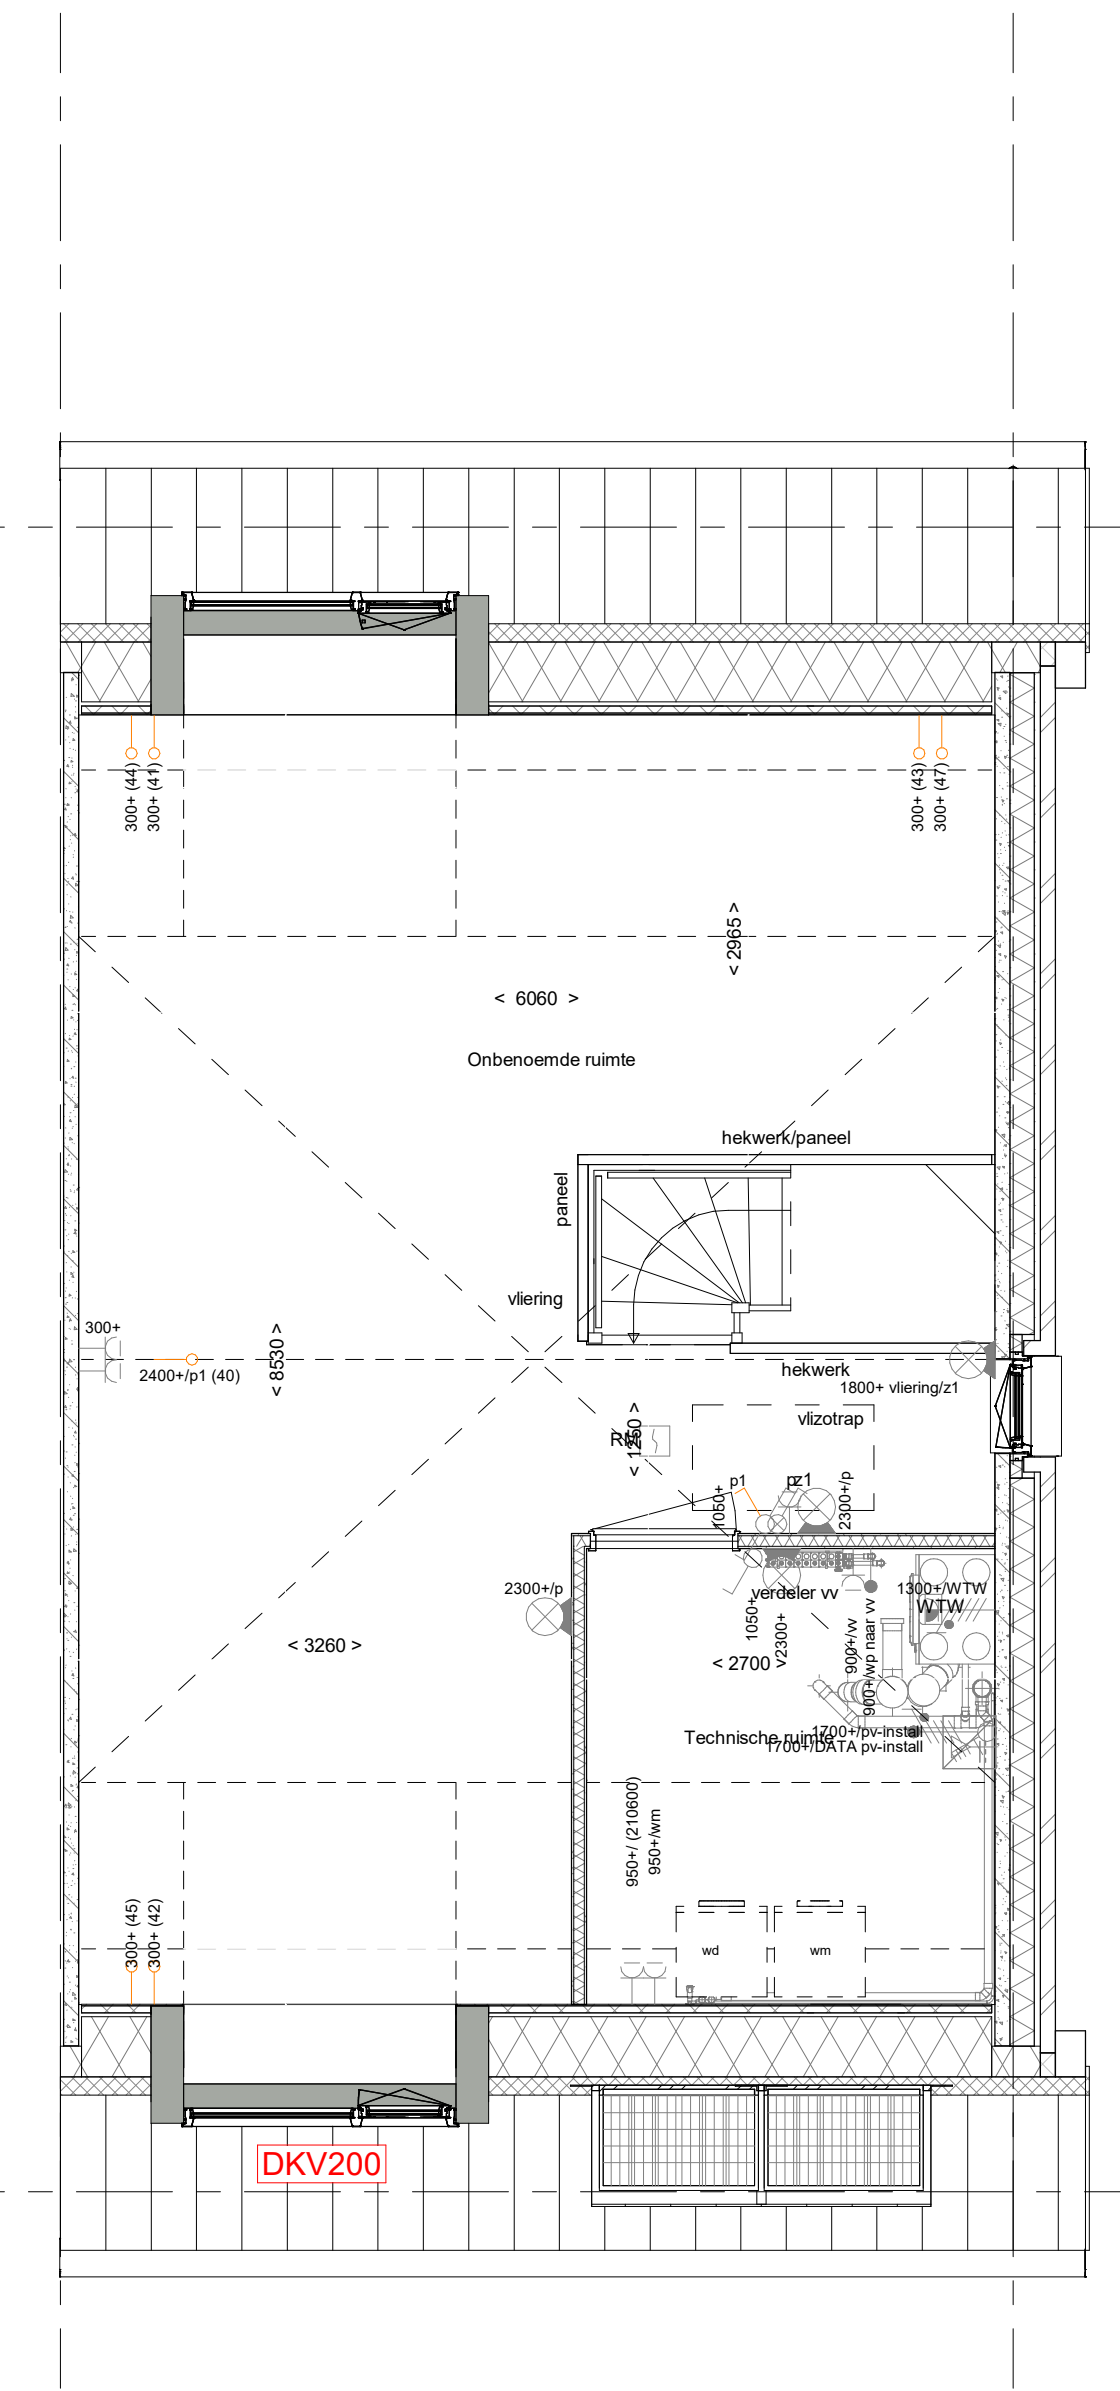 300+ (44)
300+ (41)
300+ (43)
300+ (47)
< 2965 >
< 6060 >
Onbenoemde ruimte
hekwerk/paneel
paneel
vliering
300+
2400+/p1 (40)
< 8530 >
hekwerk
1800+ vliering/z1
vlizotrap
< 1250 >
p1
1050+
pz1
2300+/p
2300+/p
verdeler vv
1300+/WTW
WTW
1050+
2300+
900+/vv
900+/wp naar vv
< 3260 >
< 2700 >
Technische ruimte
1700+/pv-install
1700+/DATA pv-install
950+/ (210600)
950+/wm
300+ (45)
300+ (42)
wd
wm
DKV200